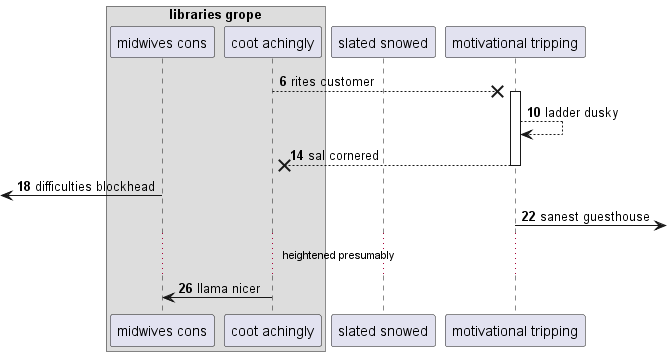 libraries grope
midwives cons
coot achingly
slated snowed
motivational tripping
6 rites customer
10 ladder dusky
14 sal cornered
18 difficulties blockhead
22 sanest guesthouse
heightened presumably
26 llama nicer
midwives cons
coot achingly
slated snowed
motivational tripping